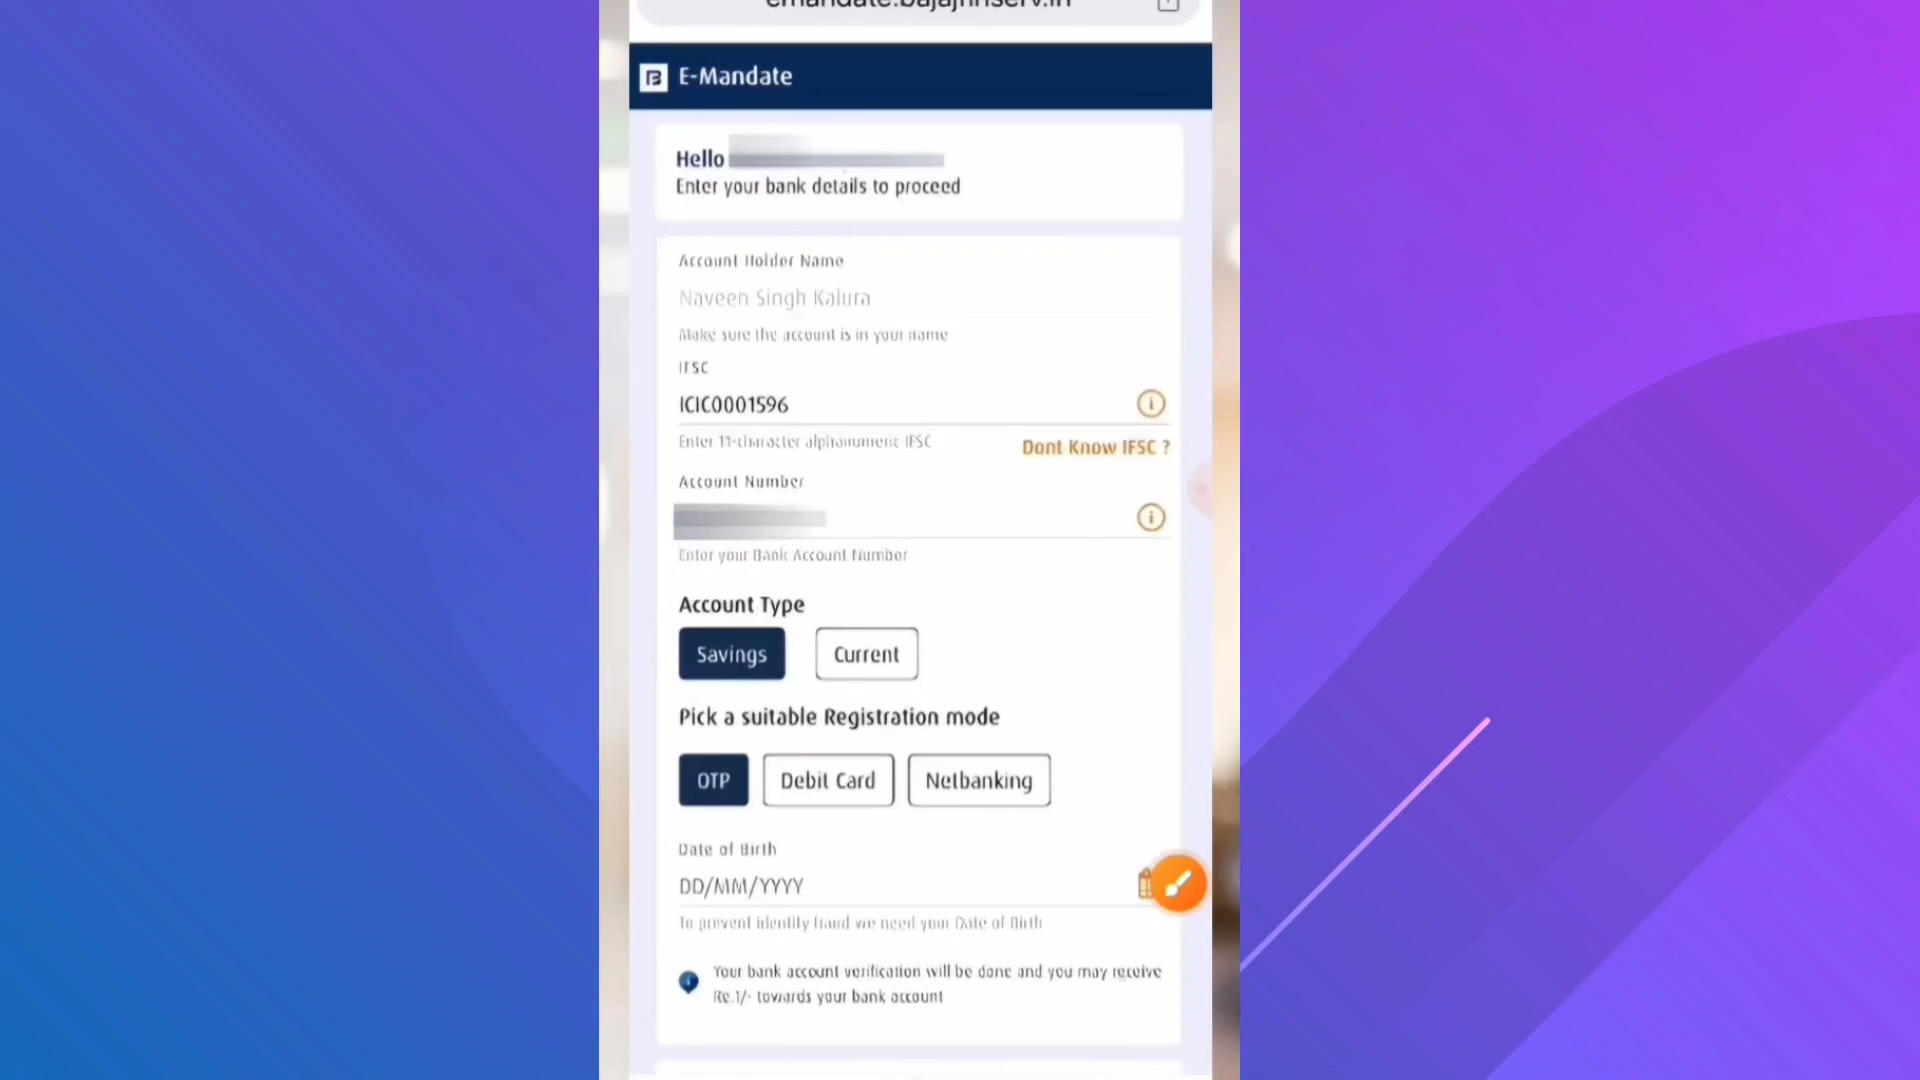 emandate.bajajfinserv.in
E-Mandate
Hello
Enter your bank details to proceed
Account Holder Name
Naveen Singh Kalura
Make sure the account is in your name
IFSC
ICIC0001596
Enter 11-character alphanumeric IFSC
Dont Know IFSC ?
Account Number
Enter your Bank Account Number
Account Type
Savings Current
Pick a suitable Registration mode
OTP Debit Card Netbanking
Date of Birth
DD/MM/YYYY
To prevent identity fraud we need your Date of Birth
Your bank account verification will be done and you may receive
Re.1/- towards your bank account